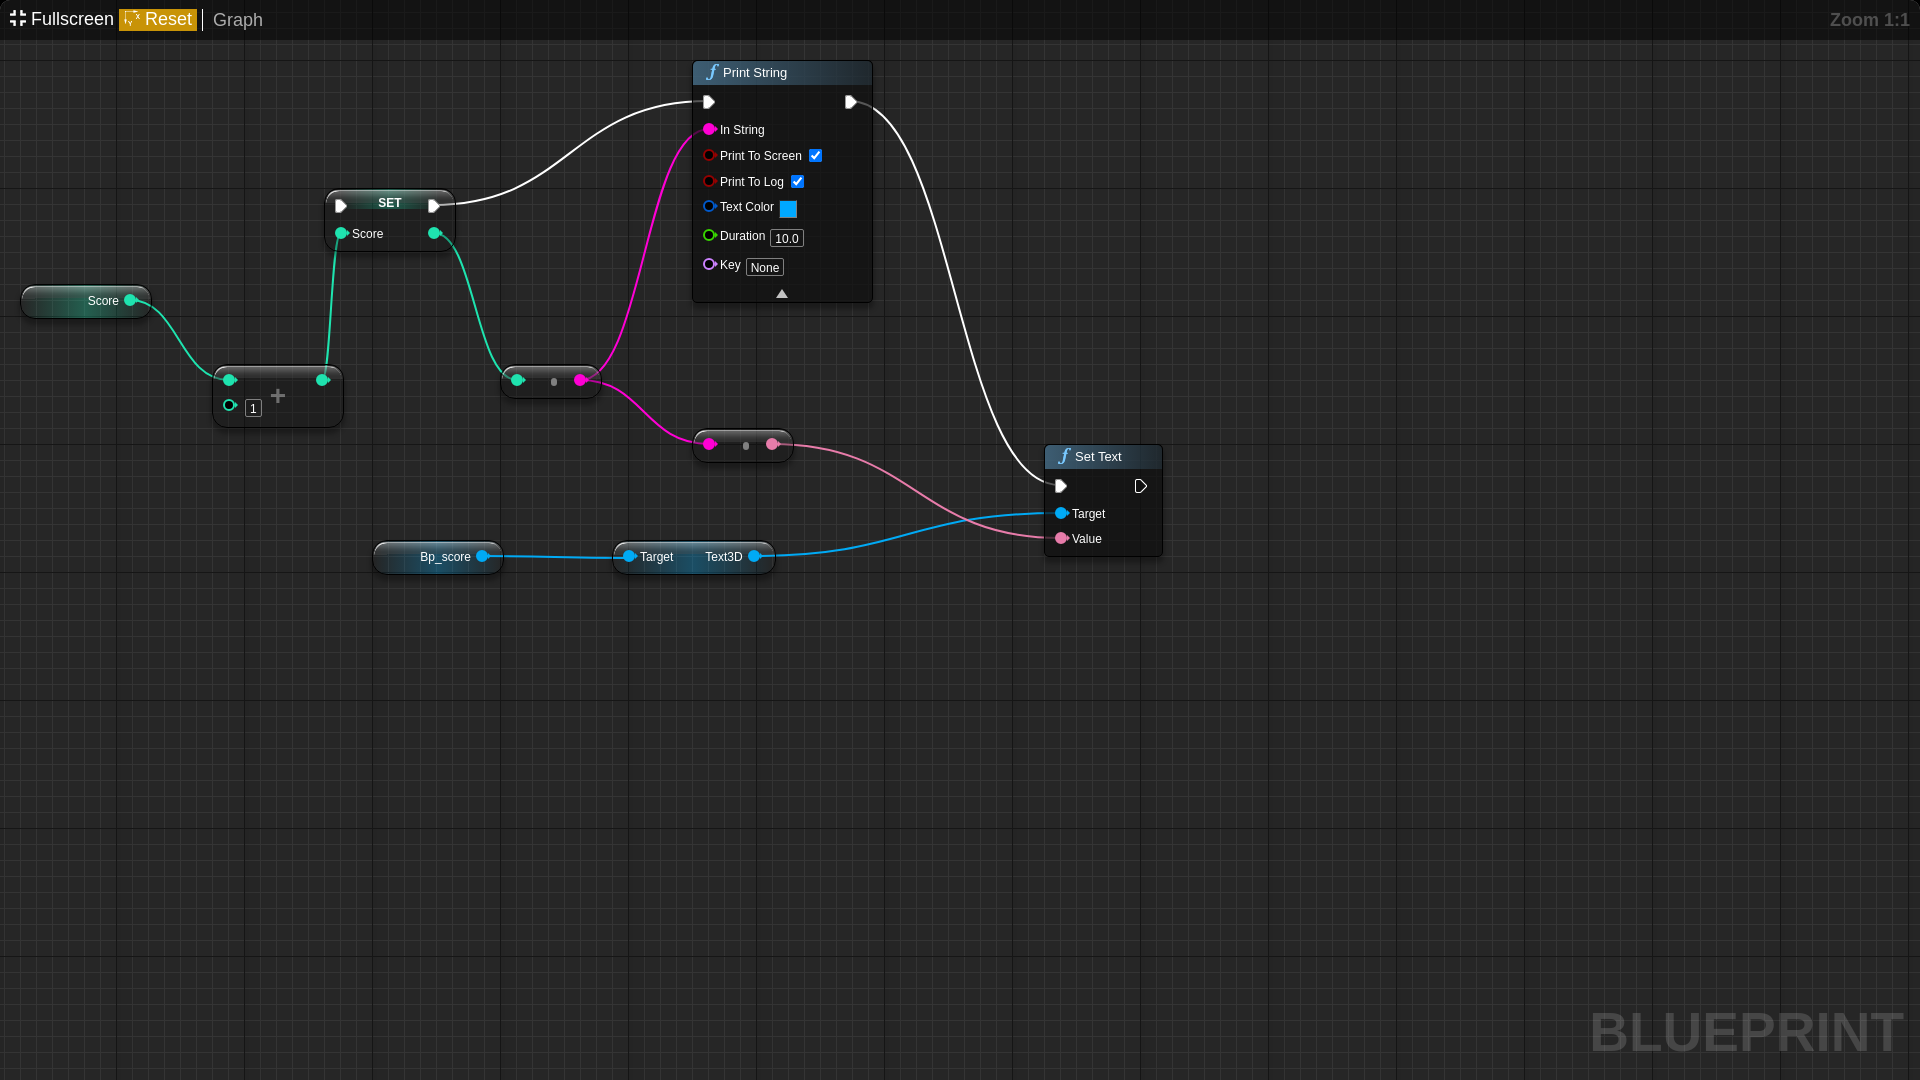 Fullscreen Reset Graph Zoom 1:1
Print String
In String
Print To Screen
Print To Log
Text Color
Duration 10.0
Key None
SET
Score
Score
1
+
Set Text
Target
Value
Bp_score
Target Text3D
BLUEPRINT